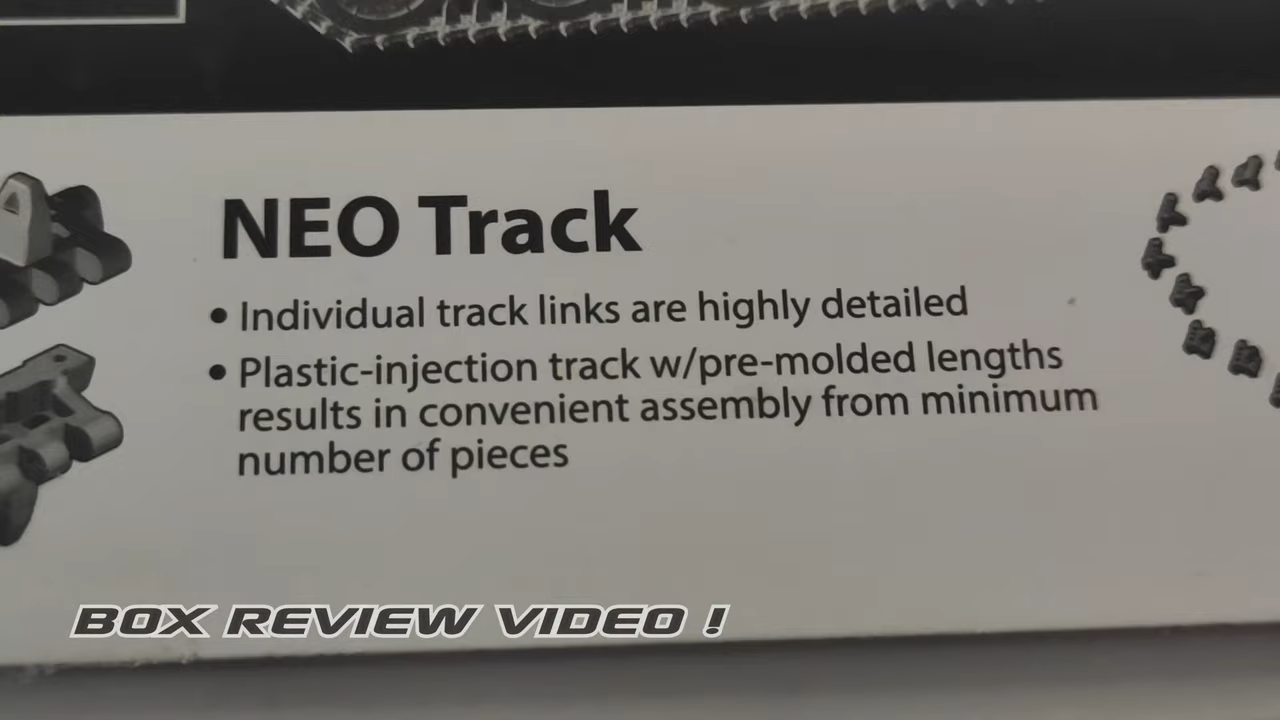 NEO Track
• Individual track links are highly detailed
• Plastic-injection track w/pre-molded lengths
results in convenient assembly from minimum
number of pieces
BOX REVIEW VIDEO !